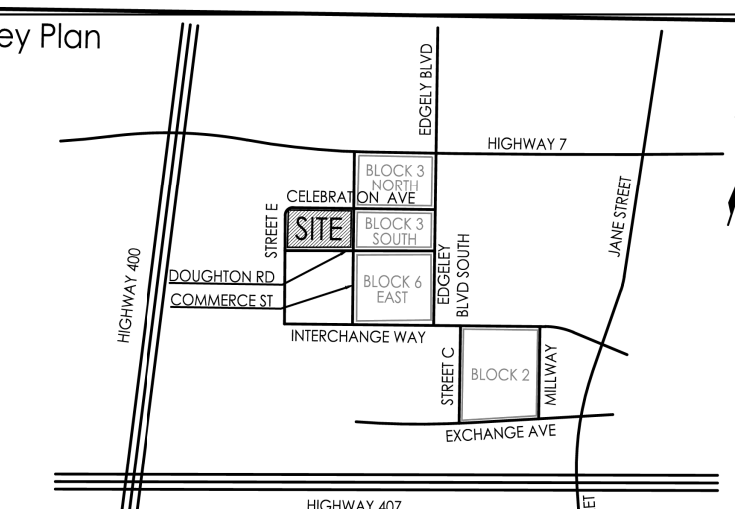 ey Plan
EDGELY BLVD
HIGHWAY 7
BLOCK 3
NORTH
CELEBRATION AVE
STREET E
SITE
BLOCK 3
SOUTH
JANE STREET
HIGHWAY 400
DOUGHTON RD
COMMERCE ST
BLOCK 6
EAST
EDGELEY
BLVD SOUTH
INTERCHANGE WAY
STREET C
BLOCK 2
MILLWAY
EXCHANGE AVE
HIGHWAY 407
ET